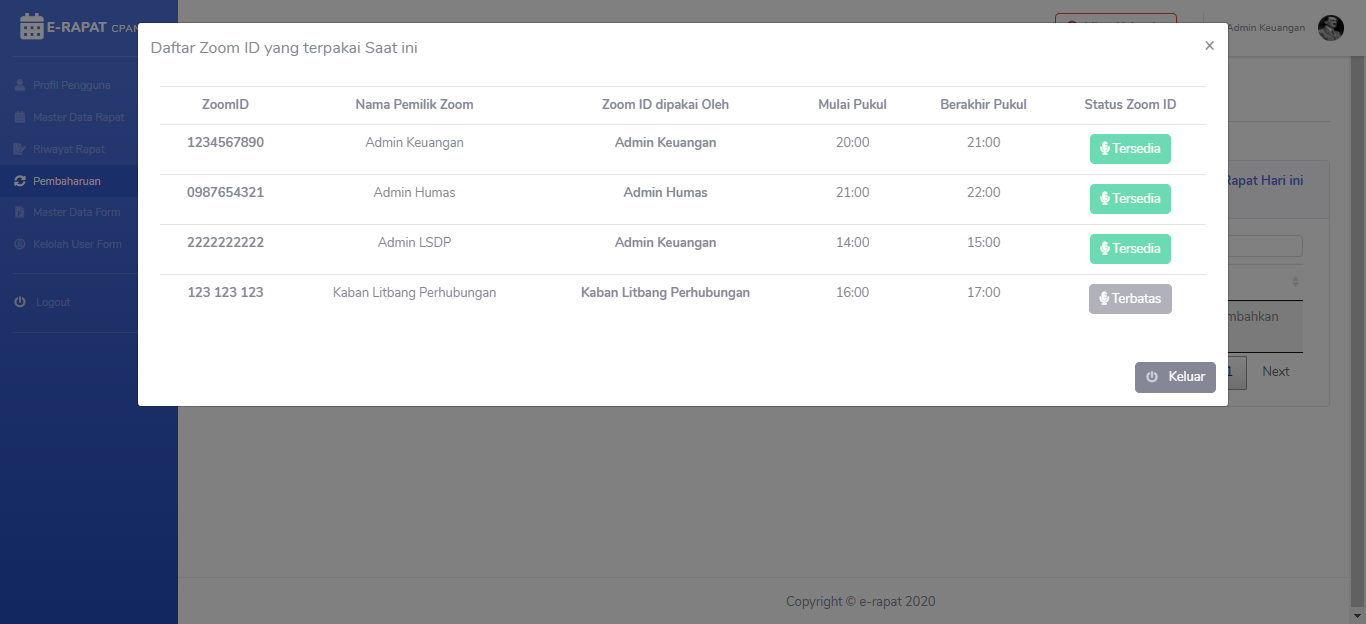 E-RAPAT
Admin Keuangan
Profil Pengguna
Master Data Rapat
Riwayat Rapat
Pembaharuan
Master Data Form
Kelolah User Form
Logout
Daftar Zoom ID yang terpakai Saat ini
×
ZoomID Nama Pemilik Zoom Zoom ID dipakai Oleh Mulai Pukul Berakhir Pukul Status Zoom ID
1234567890 Admin Keuangan Admin Keuangan 20:00 21:00 Tersedia
0987654321 Admin Humas Admin Humas 21:00 22:00 Tersedia
2222222222 Admin LSDP Admin Keuangan 14:00 15:00 Tersedia
123 123 123 Kaban Litbang Perhubungan Kaban Litbang Perhubungan 16:00 17:00 Terbatas
Keluar
Rapat Hari ini
mbahkan
1 Next
Copyright © e-rapat 2020